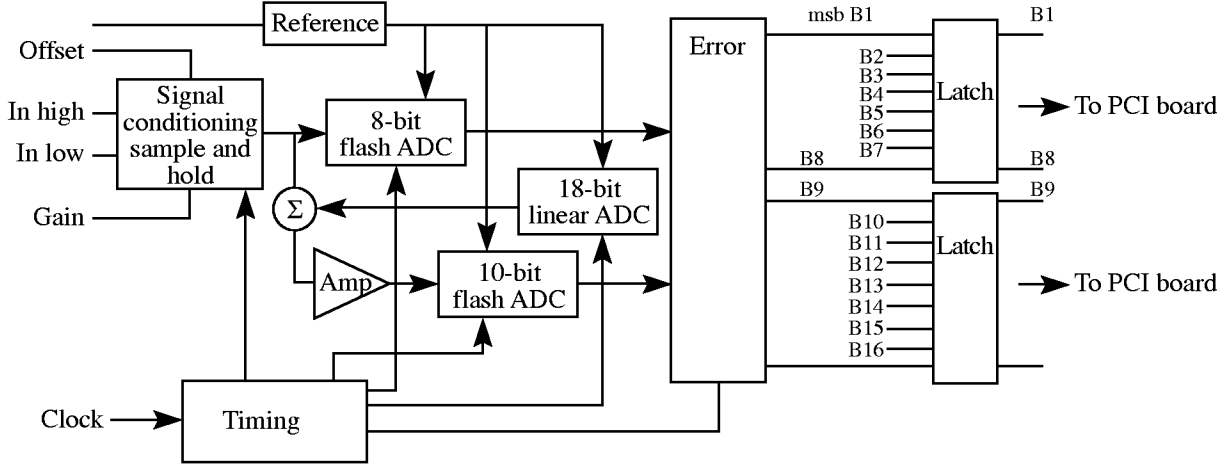 Reference
Offset
In high
In low
Gain
Signal
conditioning
sample and
hold
8-bit
flash ADC
18-bit
linear ADC
Σ
Amp
10-bit
flash ADC
Clock
Timing
Error
msb B1
B2
B3
B4
B5
B6
B7
B8
B9
B10
B11
B12
B13
B14
B15
B16
Latch
Latch
B1
B8
B9
To PCI board
To PCI board